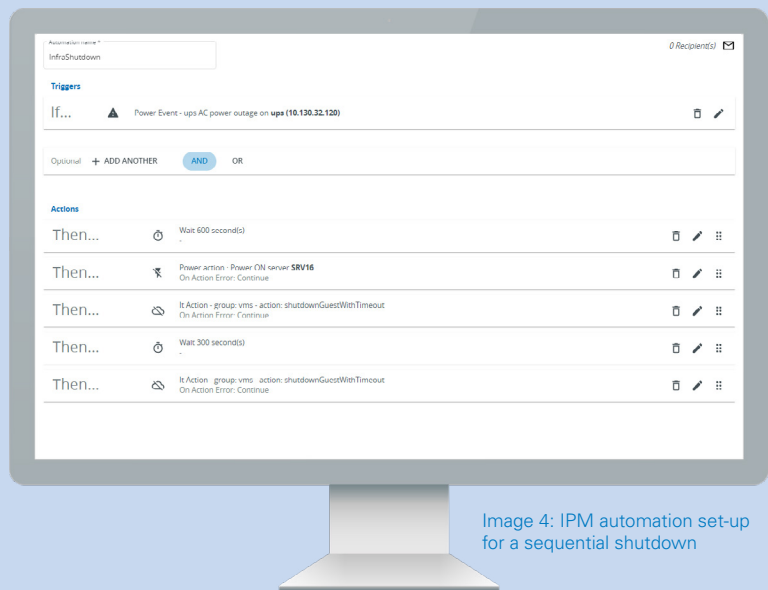 Automation name *
0 Recipient(s)
InfraShutdown
Triggers
If... Power Event - ups AC power outage on ups (10.130.32.120)
Optional + ADD ANOTHER AND OR
Actions
Then... Wait 600 second(s)
-
Then... Power action : Power ON server SRV16
On Action Error: Continue
Then... It Action - group: vms - action: shutdownGuestWithTimeout
On Action Error: Continue
Then... Wait 300 second(s)
-
Then... It Action - group: vms - action: shutdownGuestWithTimeout
On Action Error: Continue
Image 4: IPM automation set-up
for a sequential shutdown